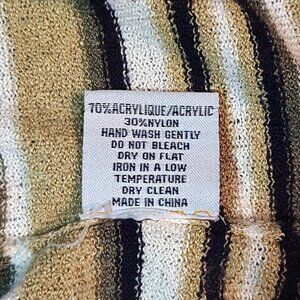 70%ACRYLIQUE/ACRYLIC
30%NYLON
HAND WASH GENTLY
DO NOT BLEACH
DRY ON FLAT
IRON IN A LOW
TEMPERATURE
DRY CLEAN
MADE IN CHINA